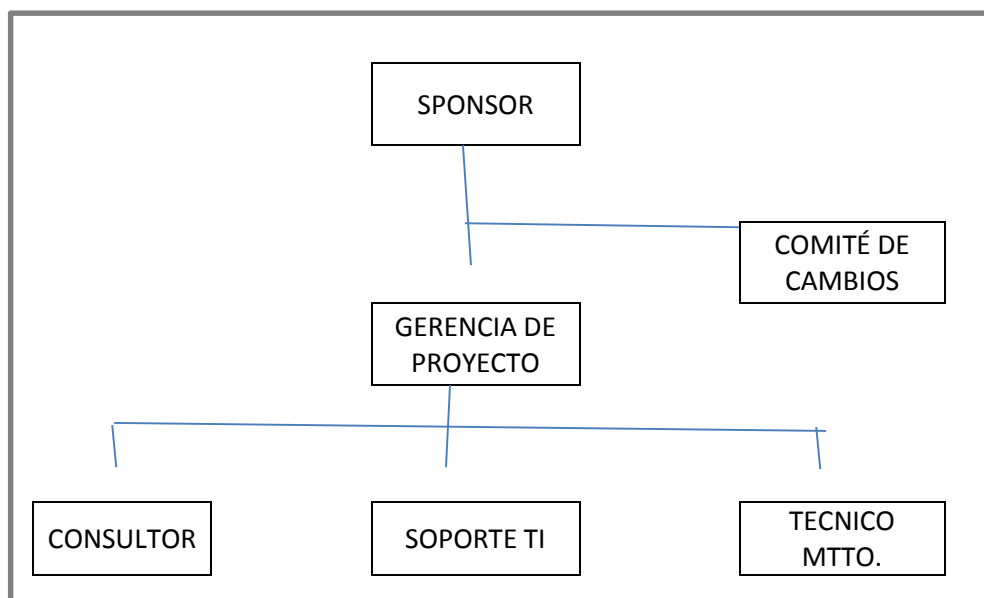 SPONSOR
COMITÉ DE
CAMBIOS
GERENCIA DE
PROYECTO
CONSULTOR
SOPORTE TI
TECNICO
MTTO.